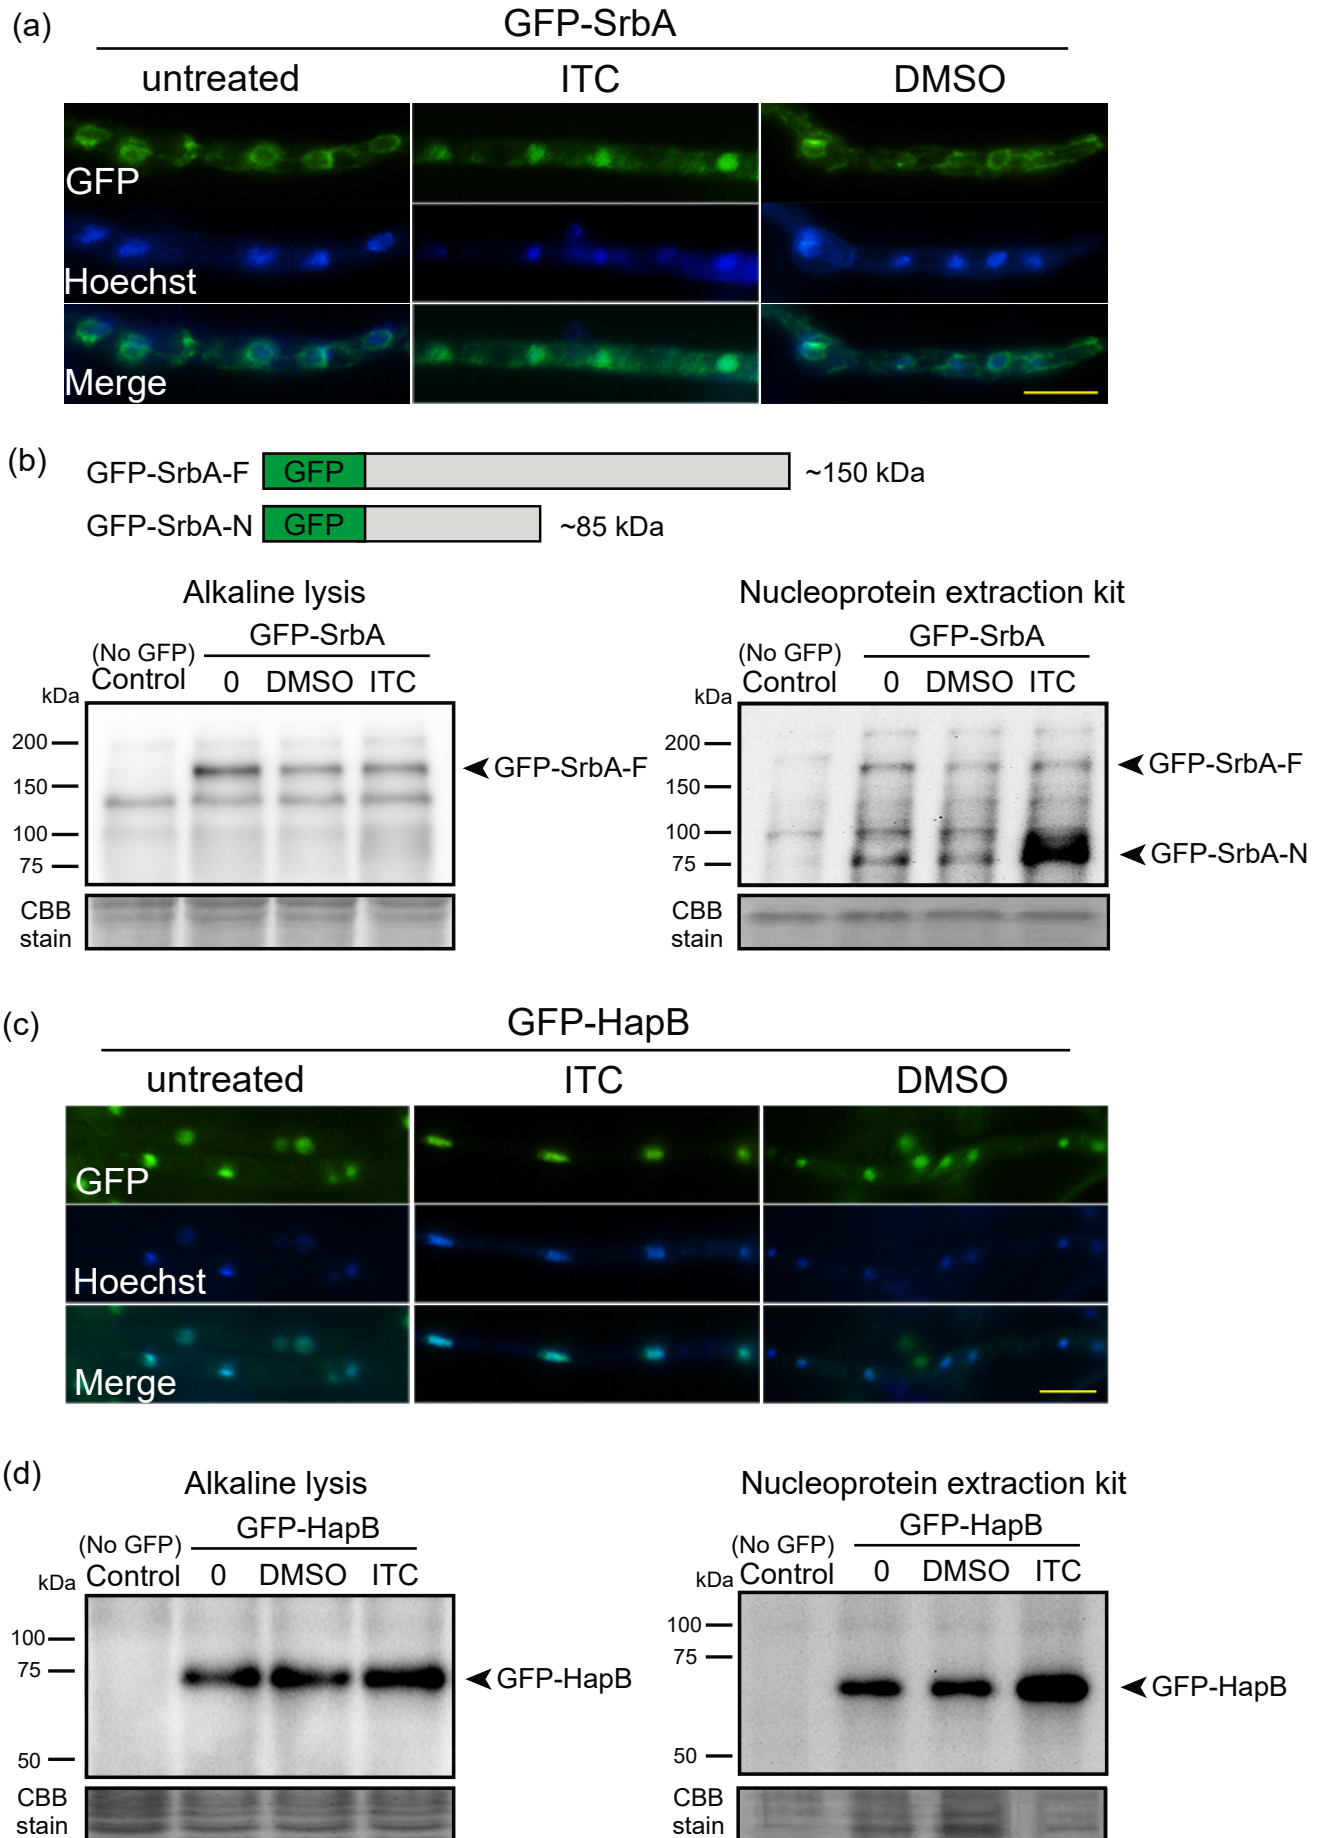 (a)
GFP-SrbA
untreated ITC DMSO
GFP
Hoechst
Merge
(b)
GFP-SrbA-F GFP ~150 kDa
GFP-SrbA-N GFP ~85 kDa
Alkaline lysis
(No GFP) GFP-SrbA
kDa Control 0 DMSO ITC
200
150
100
75
GFP-SrbA-F
CBB
stain
Nucleoprotein extraction kit
(No GFP) GFP-SrbA
kDa Control 0 DMSO ITC
200
150
100
75
GFP-SrbA-F
GFP-SrbA-N
CBB
stain
(c)
GFP-HapB
untreated ITC DMSO
GFP
Hoechst
Merge
(d)
Alkaline lysis
(No GFP) GFP-HapB
kDa Control 0 DMSO ITC
100
75
50
GFP-HapB
CBB
stain
Nucleoprotein extraction kit
(No GFP) GFP-HapB
kDa Control 0 DMSO ITC
100
75
50
GFP-HapB
CBB
stain